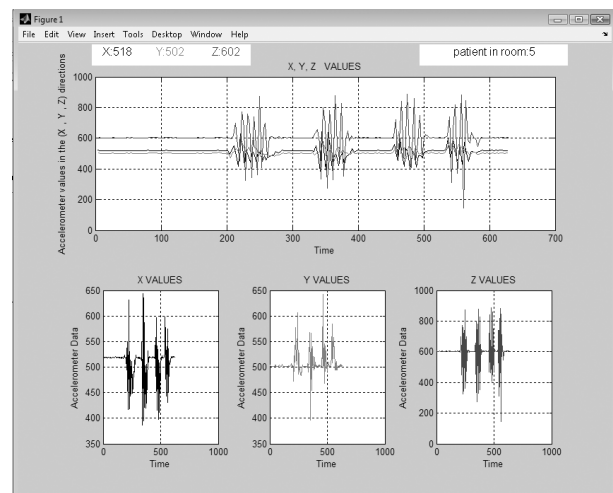 Figure 1
File Edit View Insert Tools Desktop Window Help
X:518 Y:502 Z:602
patient in room:5
X, Y, Z VALUES
Accelerometer values in the (X , Y , Z) directions
1000
800
600
400
200
0
0 100 200 300 400 500 600 700
Time
X VALUES
Accelerometer Data
650
600
550
500
450
400
350
0 500 1000
Time
Y VALUES
Accelerometer Data
650
600
550
500
450
400
350
0 500 1000
Time
Z VALUES
Accelerometer Data
1000
800
600
400
200
0
0 500 1000
Time